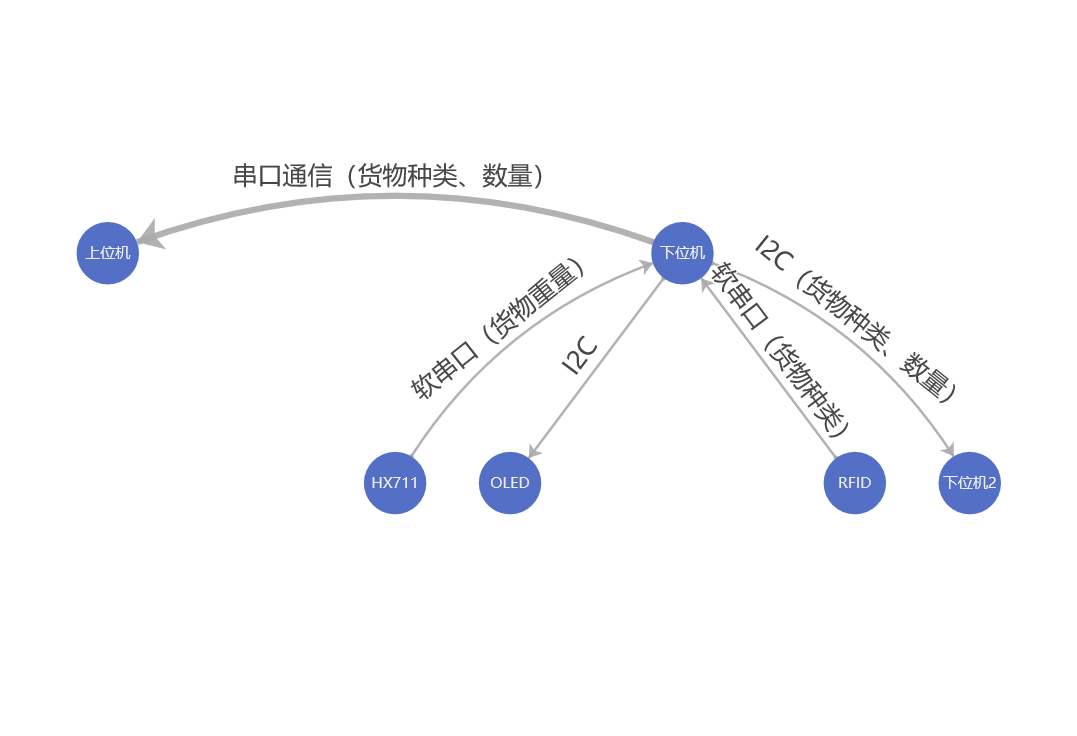 串口通信（货物种类、数量）
上位机
下位机
I2C（货物种类、数量）
软串口（货物重量）
I2C
软串口（货物种类）
HX711
OLED
RFID
下位机2